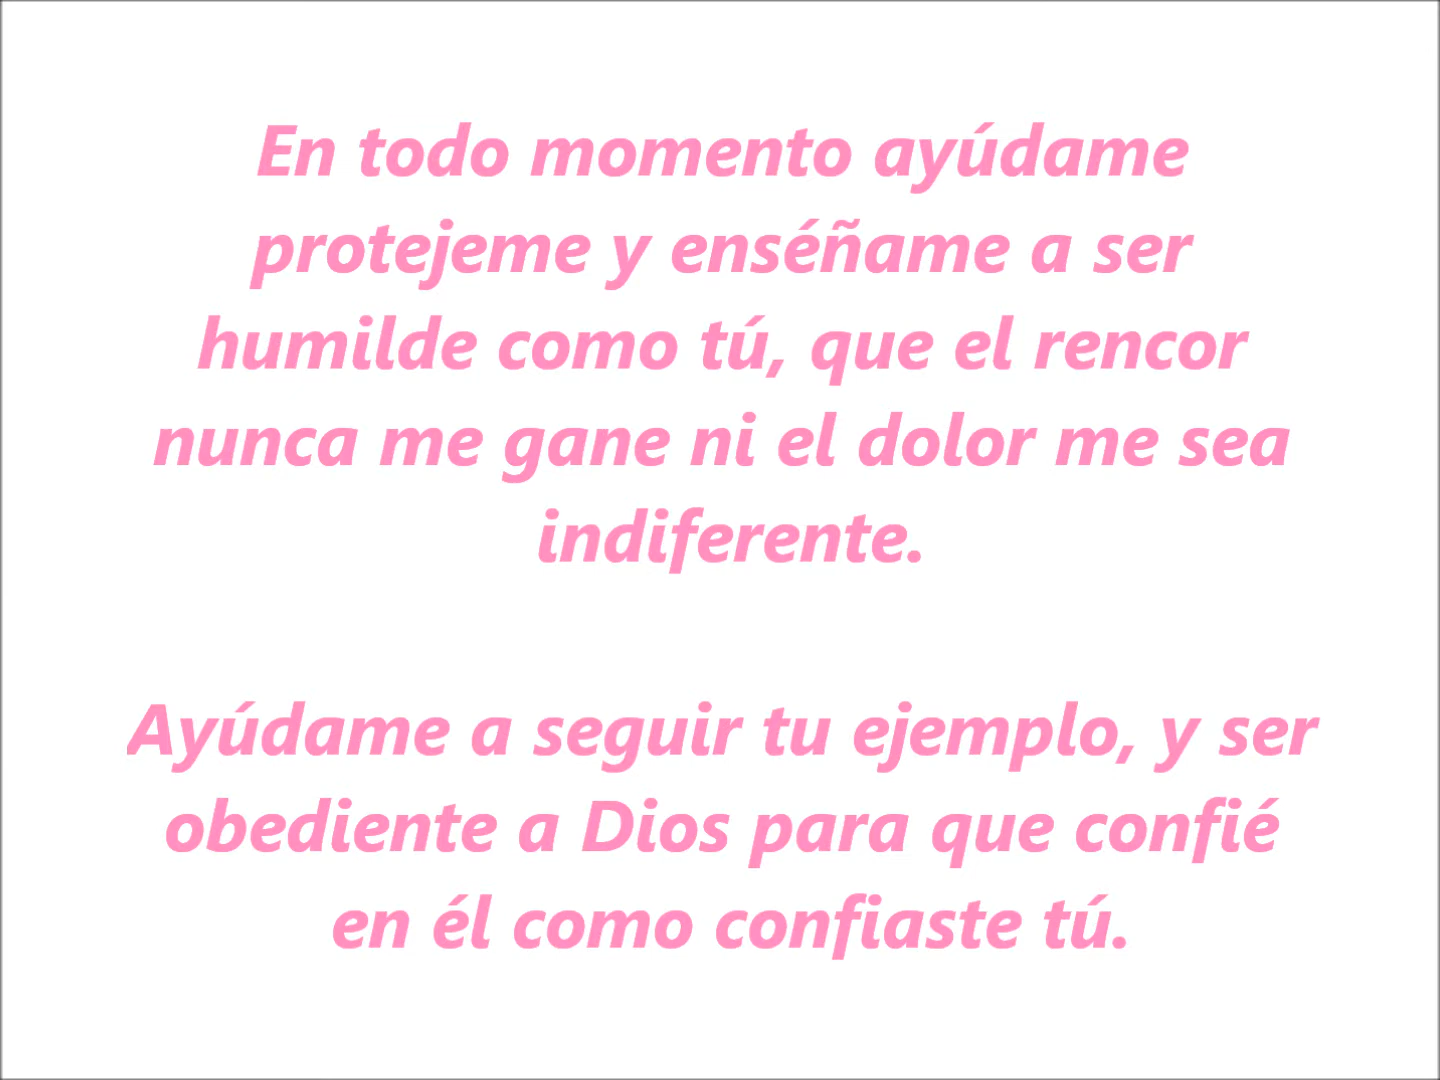 En todo momento ayúdame
protejeme y enséñame a ser
humilde como tú, que el rencor
nunca me gane ni el dolor me sea
indiferente.
Ayúdame a seguir tu ejemplo, y ser
obediente a Dios para que confié
en él como confiaste tú.